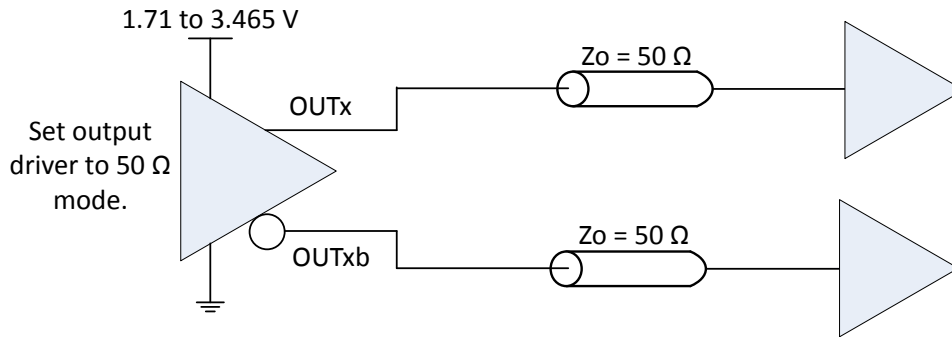 1.71 to 3.465 V
Zo = 50 Ω
OUTx
Set output
driver to 50 Ω
mode.
Zo = 50 Ω
OUTxb